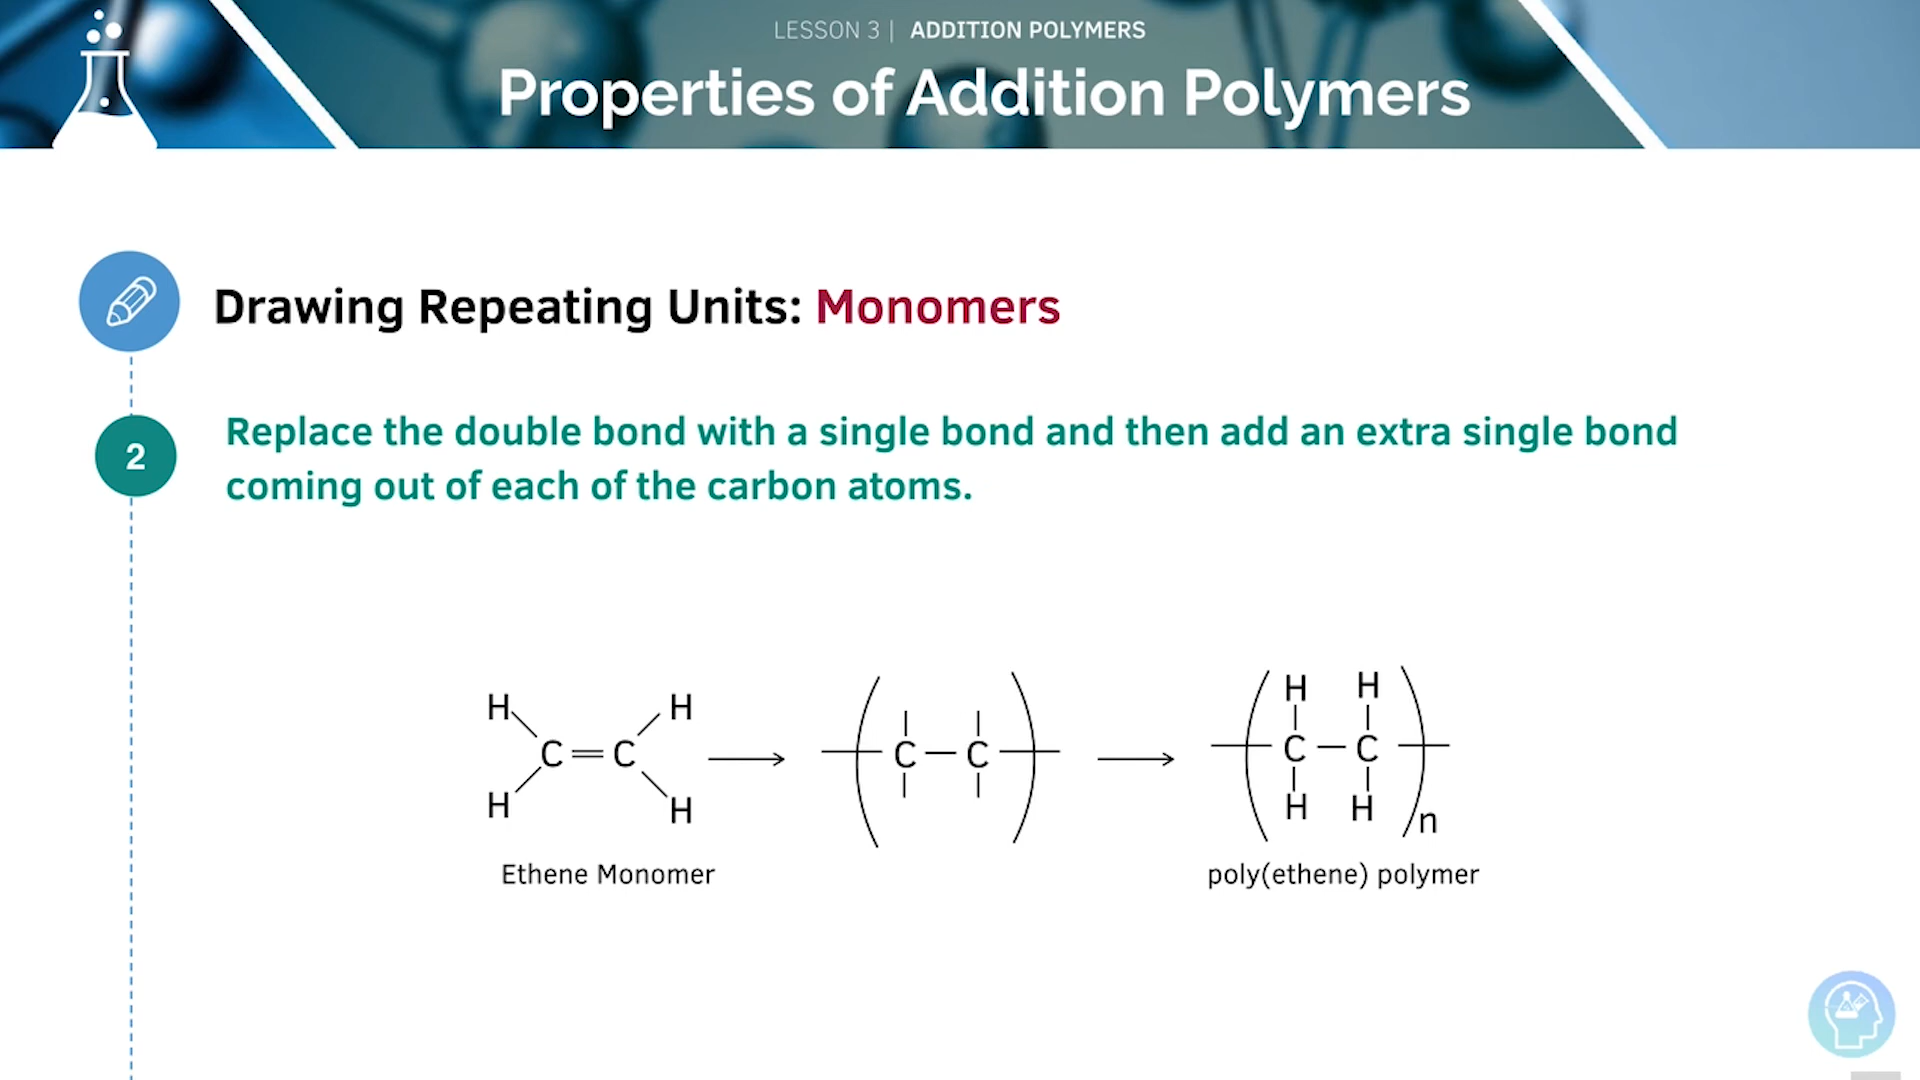 LESSON 3 | ADDITION POLYMERS
Properties of Addition Polymers
Drawing Repeating Units: Monomers
2
Replace the double bond with a single bond and then add an extra single bond
coming out of each of the carbon atoms.
H H H H
C=C C-C C-C
H H H H n
Ethene Monomer poly(ethene) polymer